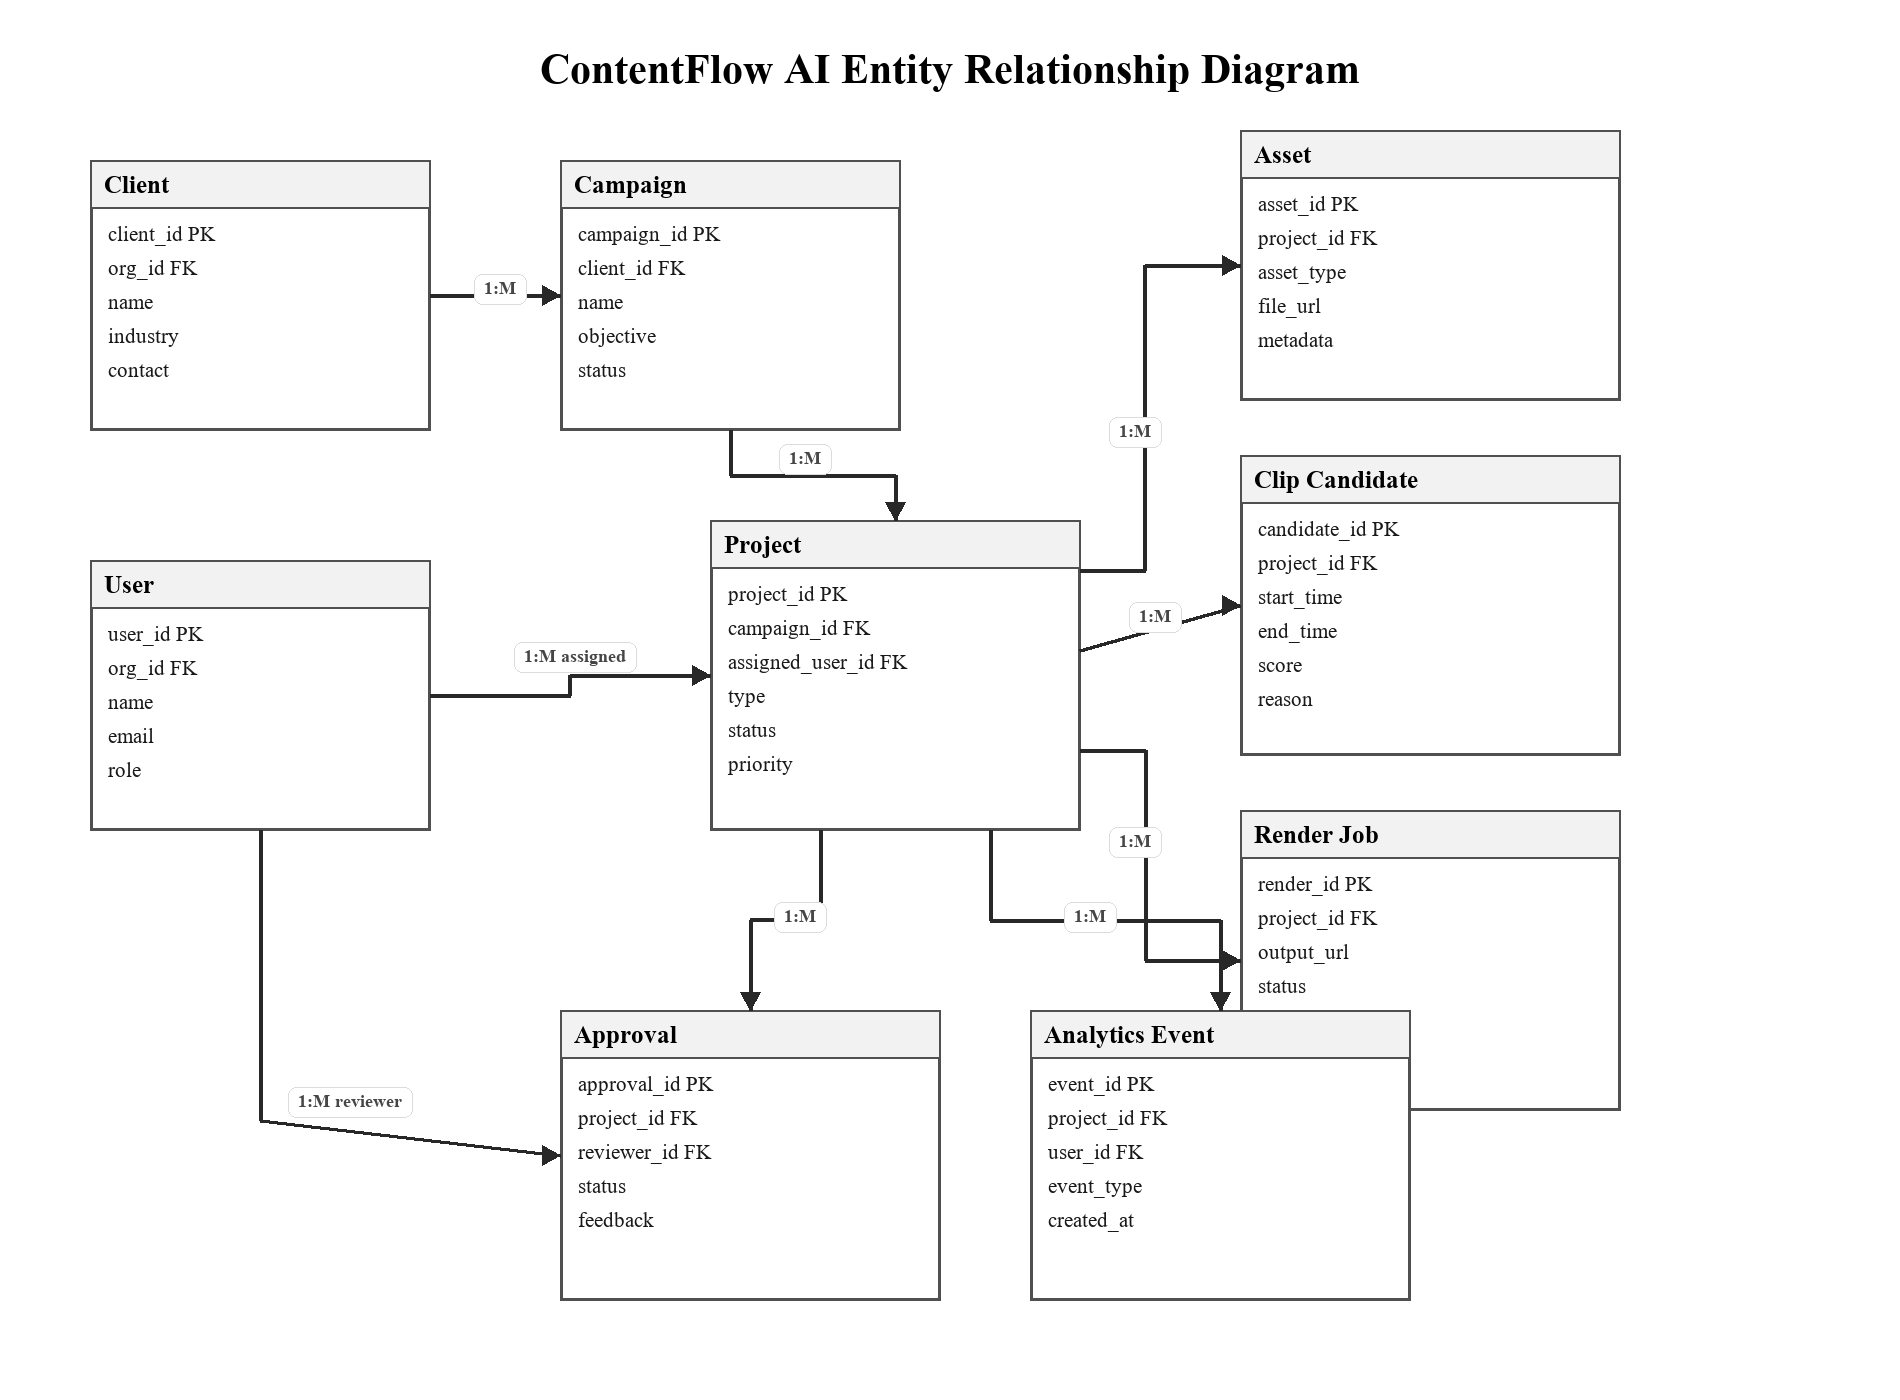 ContentFlow AI Entity Relationship Diagram
Client
client_id PK
org_id FK
name
industry
contact
1:M
Campaign
campaign_id PK
client_id FK
name
objective
status
1:M
Asset
asset_id PK
project_id FK
asset_type
file_url
metadata
1:M
User
user_id PK
org_id FK
name
email
role
1:M assigned
Project
project_id PK
campaign_id FK
assigned_user_id FK
type
status
priority
1:M
Clip Candidate
candidate_id PK
project_id FK
start_time
end_time
score
reason
1:M
Render Job
render_id PK
project_id FK
output_url
status
1:M
1:M
1:M reviewer
Approval
approval_id PK
project_id FK
reviewer_id FK
status
feedback
Analytics Event
event_id PK
project_id FK
user_id FK
event_type
created_at